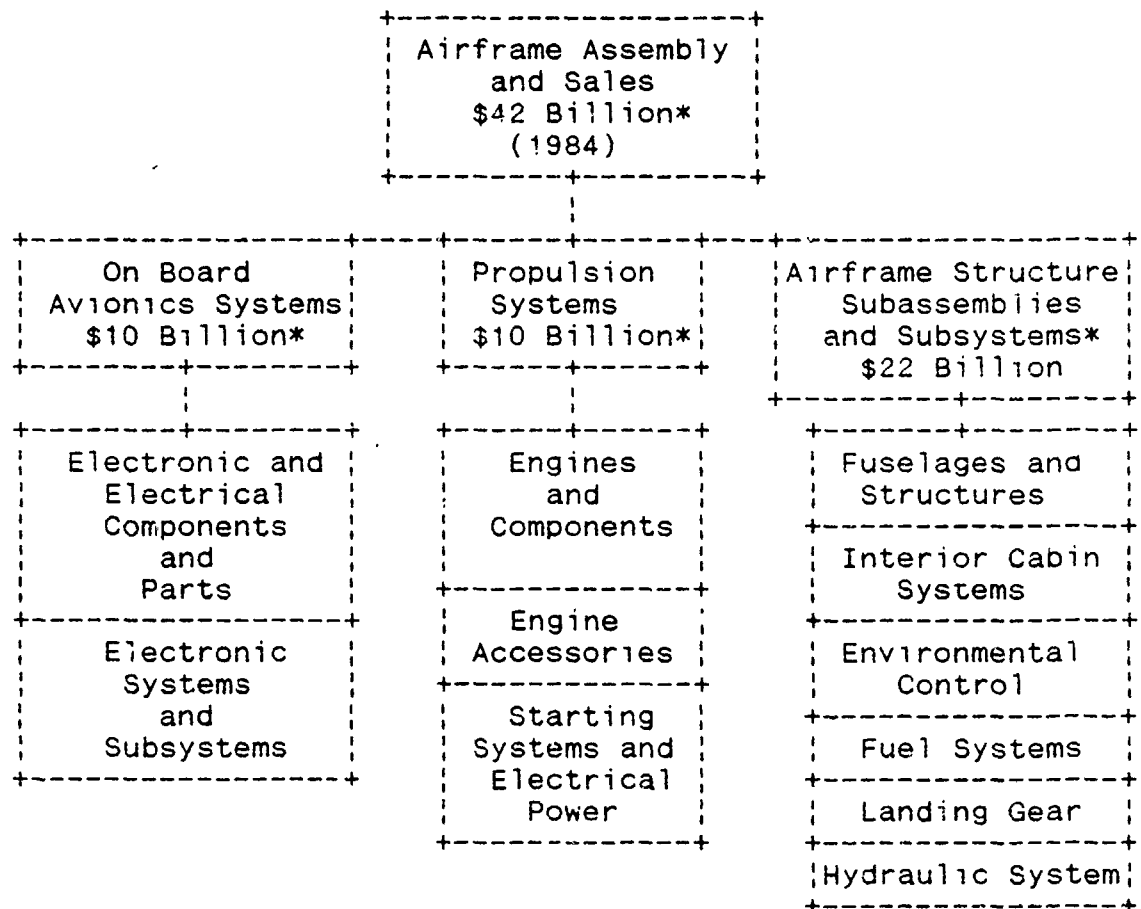 Airframe Assembly
and Sales
$42 Billion*
(1984)
On Board
Avionics Systems
$10 Billion*
Propulsion
Systems
$10 Billion*
Airframe Structure
Subassemblies
and Subsystems*
$22 Billion
Electronic and
Electrical
Components
and
Parts
Electronic
Systems
and
Subsystems
Engines
and
Components
Engine
Accessories
Starting
Systems and
Electrical
Power
Fuselages and
Structures
Interior Cabin
Systems
Environmental
Control
Fuel Systems
Landing Gear
Hydraulic System